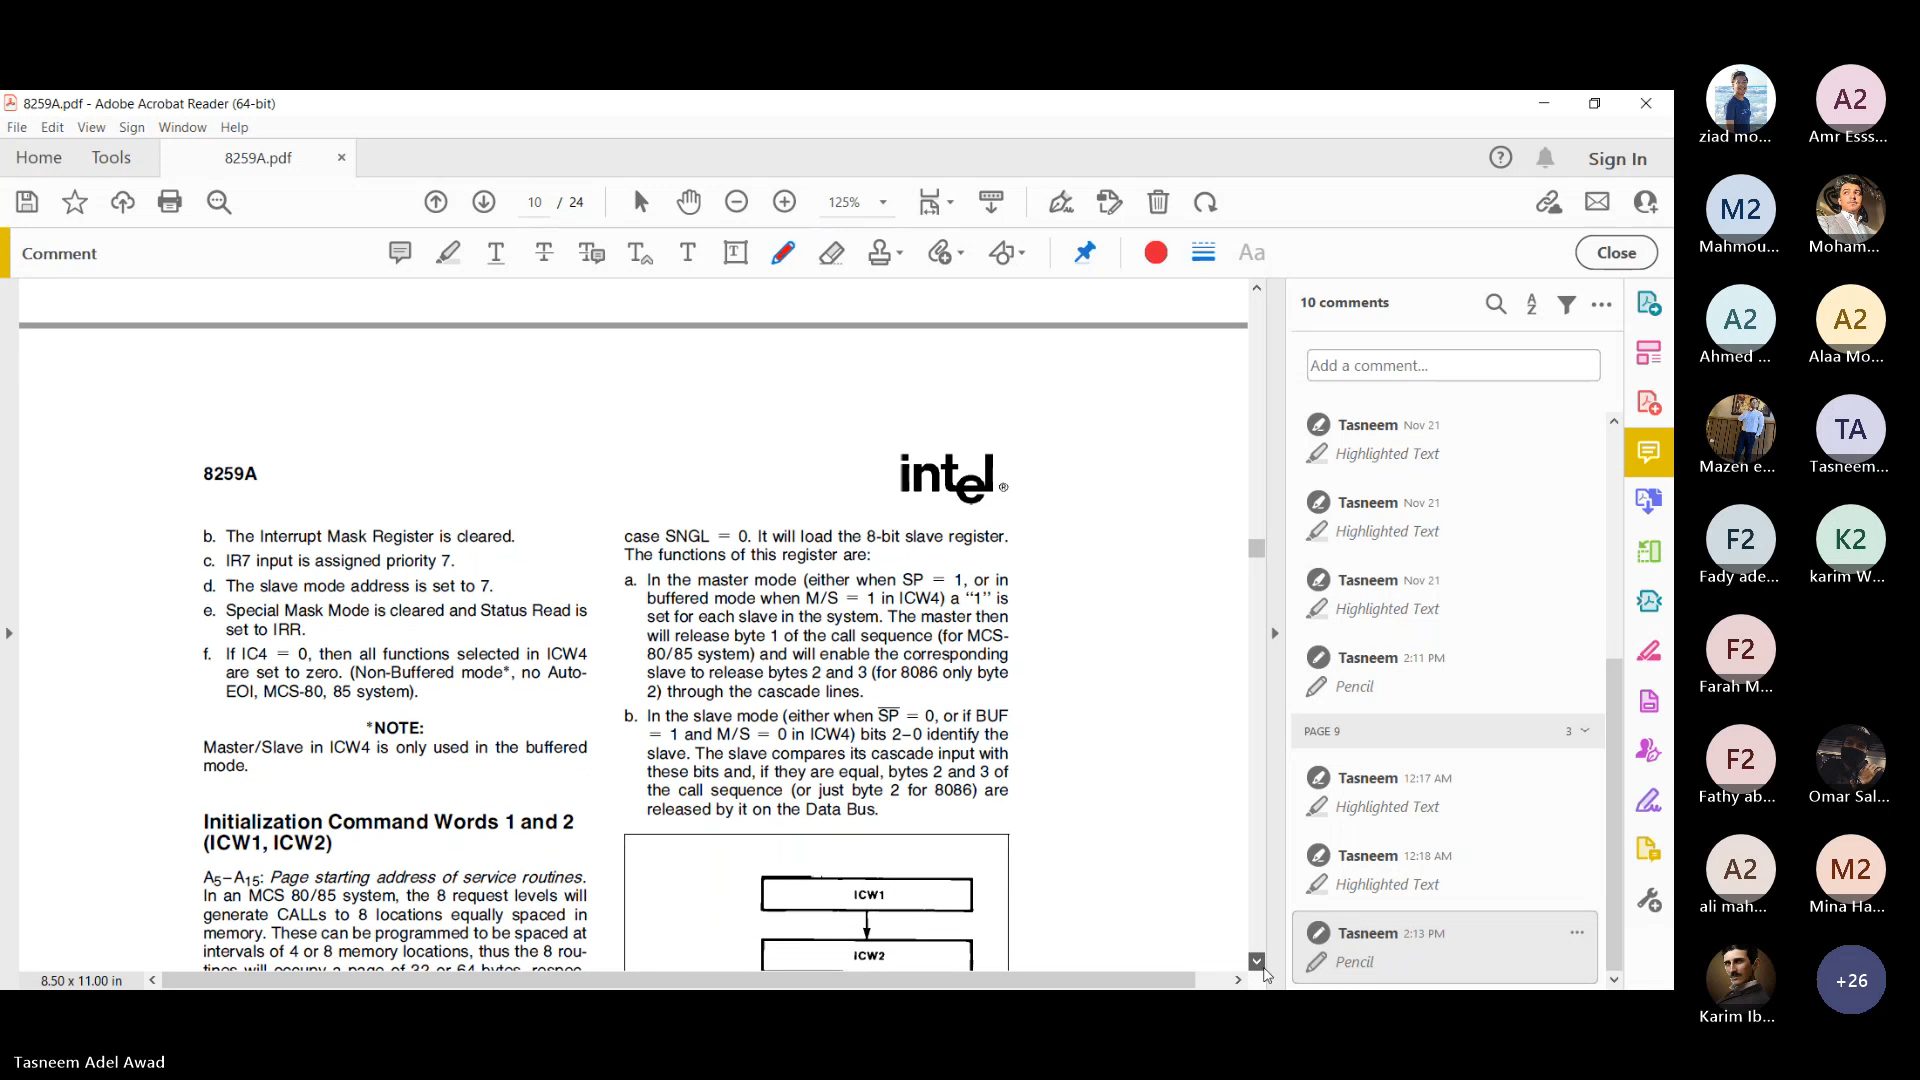 8259A.pdf - Adobe Acrobat Reader (64-bit)
File Edit View Sign Window Help
Home Tools 8259A.pdf Sign In
10 / 24 125%
Comment Aa Close
8259A
intel®
b. The Interrupt Mask Register is cleared.
c. IR7 input is assigned priority 7.
d. The slave mode address is set to 7.
e. Special Mask Mode is cleared and Status Read is
set to IRR.
f. If IC4 = 0, then all functions selected in ICW4
are set to zero. (Non-Buffered mode*, no Auto-
EOI, MCS-80, 85 system).
*NOTE:
Master/Slave in ICW4 is only used in the buffered
mode.
Initialization Command Words 1 and 2
(ICW1, ICW2)
A5–A15: Page starting address of service routines.
In an MCS 80/85 system, the 8 request levels will
generate CALLs to 8 locations equally spaced in
memory. These can be programmed to be spaced at
intervals of 4 or 8 memory locations, thus the 8 rou-
tines will occupy a page of 32 or 64 bytes, respec-
case SNGL = 0. It will load the 8-bit slave register.
The functions of this register are:
a. In the master mode (either when SP = 1, or in
buffered mode when M/S = 1 in ICW4) a “1” is
set for each slave in the system. The master then
will release byte 1 of the call sequence (for MCS-
80/85 system) and will enable the corresponding
slave to release bytes 2 and 3 (for 8086 only byte
2) through the cascade lines.
b. In the slave mode (either when SP = 0, or if BUF
= 1 and M/S = 0 in ICW4) bits 2–0 identify the
slave. The slave compares its cascade input with
these bits and, if they are equal, bytes 2 and 3 of
the call sequence (or just byte 2 for 8086) are
released by it on the Data Bus.
ICW1
ICW2
8.50 x 11.00 in
10 comments
Add a comment...
Tasneem Nov 21
Highlighted Text
Tasneem Nov 21
Highlighted Text
Tasneem Nov 21
Highlighted Text
Tasneem 2:11 PM
Pencil
PAGE 9 3
Tasneem 12:17 AM
Highlighted Text
Tasneem 12:18 AM
Highlighted Text
Tasneem 2:13 PM
Pencil
A2
ziad mo... Amr Esss...
M2
Mahmou... Moham...
A2 A2
Ahmed ... Alaa Mo...
TA
Mazen e... Tasneem...
F2 K2
Fady ade... karim W...
F2
Farah M...
F2
Fathy ab... Omar Sal...
A2 M2
ali mah... Mina Ha...
+26
Karim Ib...
Tasneem Adel Awad